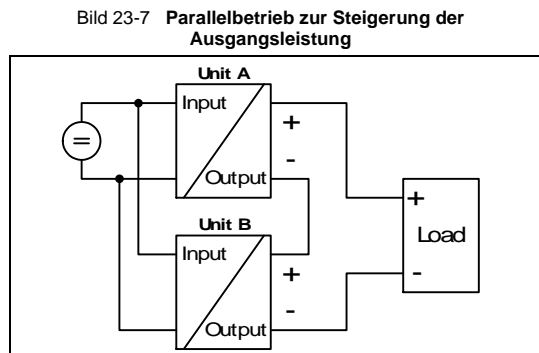 Bild 23-7 Parallelbetrieb zur Steigerung der
Ausgangsleistung
Unit A
Input
+
-
Output
=
+
Load
-
Unit B
Input
+
-
Output